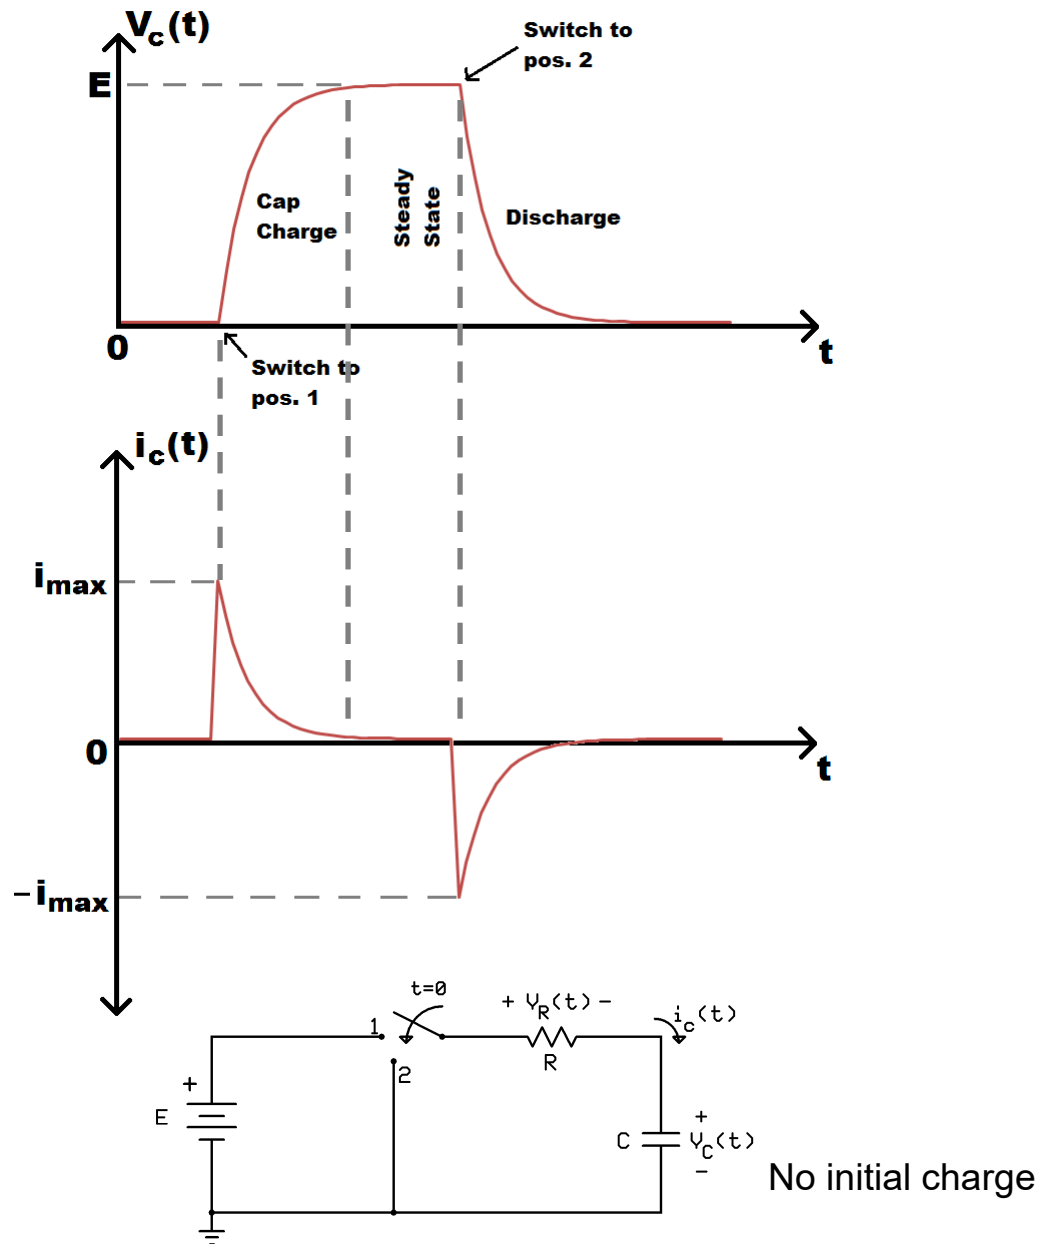 Vc(t)
Switch to
pos. 2
E
Cap
Charge
Steady
State
Discharge
0
t
Switch to
pos. 1
ic(t)
imax
0
t
-imax
t=0
+ VR(t) -
ic(t)
1
R
2
+
E
+
C
VC(t)
-
No initial charge